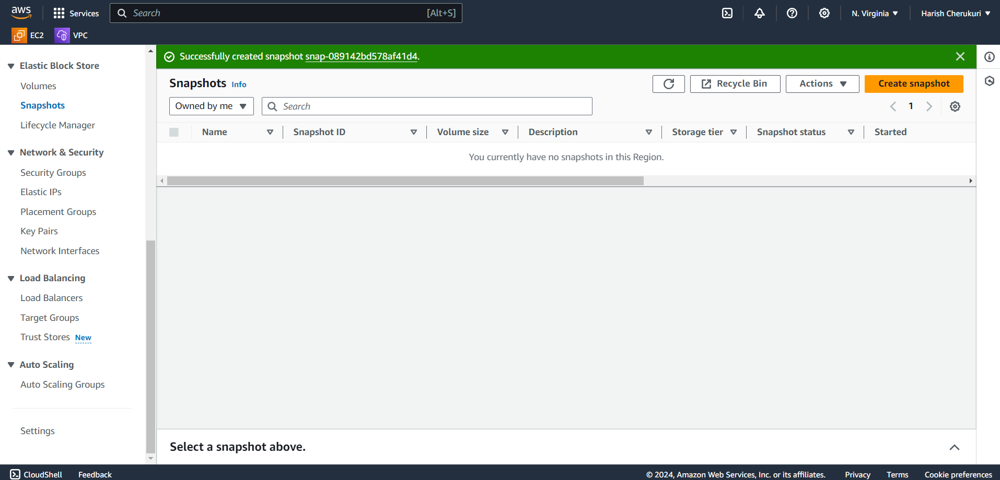 aws
Services
Search
[Alt+S]
N. Virginia
Harish Cherukuri
EC2
VPC
Elastic Block Store
Volumes
Snapshots
Lifecycle Manager
Network & Security
Security Groups
Elastic IPs
Placement Groups
Key Pairs
Network Interfaces
Load Balancing
Load Balancers
Target Groups
Trust Stores New
Auto Scaling
Auto Scaling Groups
Settings
Successfully created snapshot snap-089142bd578af41d4.
Snapshots Info
Recycle Bin
Actions
Create snapshot
Owned by me
Search
1
Name
Snapshot ID
Volume size
Description
Storage tier
Snapshot status
Started
You currently have no snapshots in this Region.
Select a snapshot above.
CloudShell
Feedback
© 2024, Amazon Web Services, Inc. or its affiliates.
Privacy
Terms
Cookie preferences